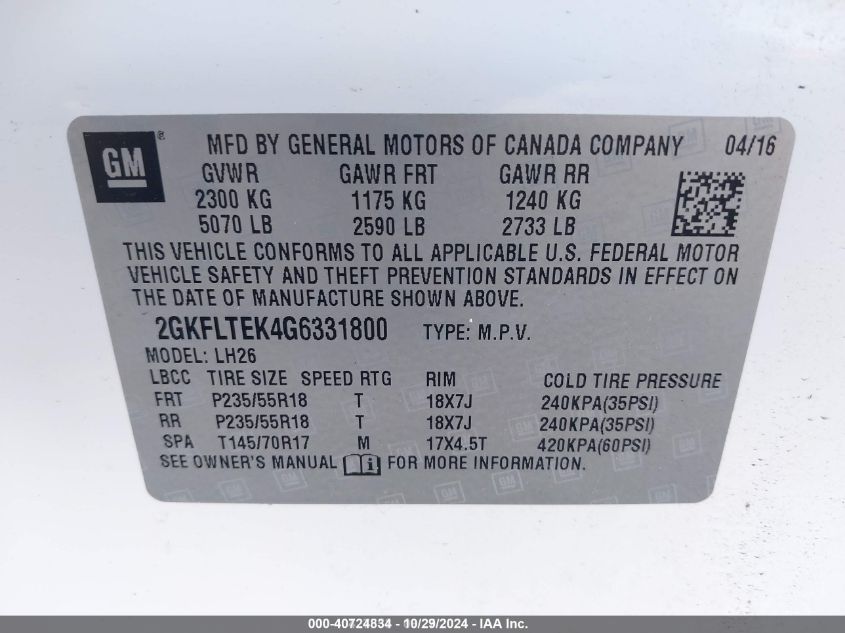 GM ® MFD BY GENERAL MOTORS OF CANADA COMPANY 04/16
GVWR GAWR FRT GAWR RR
2300 KG 1175 KG 1240 KG
5070 LB 2590 LB 2733 LB
THIS VEHICLE CONFORMS TO ALL APPLICABLE U.S. FEDERAL MOTOR
VEHICLE SAFETY AND THEFT PREVENTION STANDARDS IN EFFECT ON
THE DATE OF MANUFACTURE SHOWN ABOVE.
2GKFLTEK4G6331800 TYPE: M.P.V.
MODEL: LH26
LBCC TIRE SIZE SPEED RTG RIM COLD TIRE PRESSURE
FRT P235/55R18 T 18X7J 240KPA(35PSI)
RR P235/55R18 T 18X7J 240KPA(35PSI)
SPA T145/70R17 M 17X4.5T 420KPA(60PSI)
SEE OWNER'S MANUAL i FOR MORE INFORMATION.
000-40724834 - 10/29/2024 - IAA Inc.